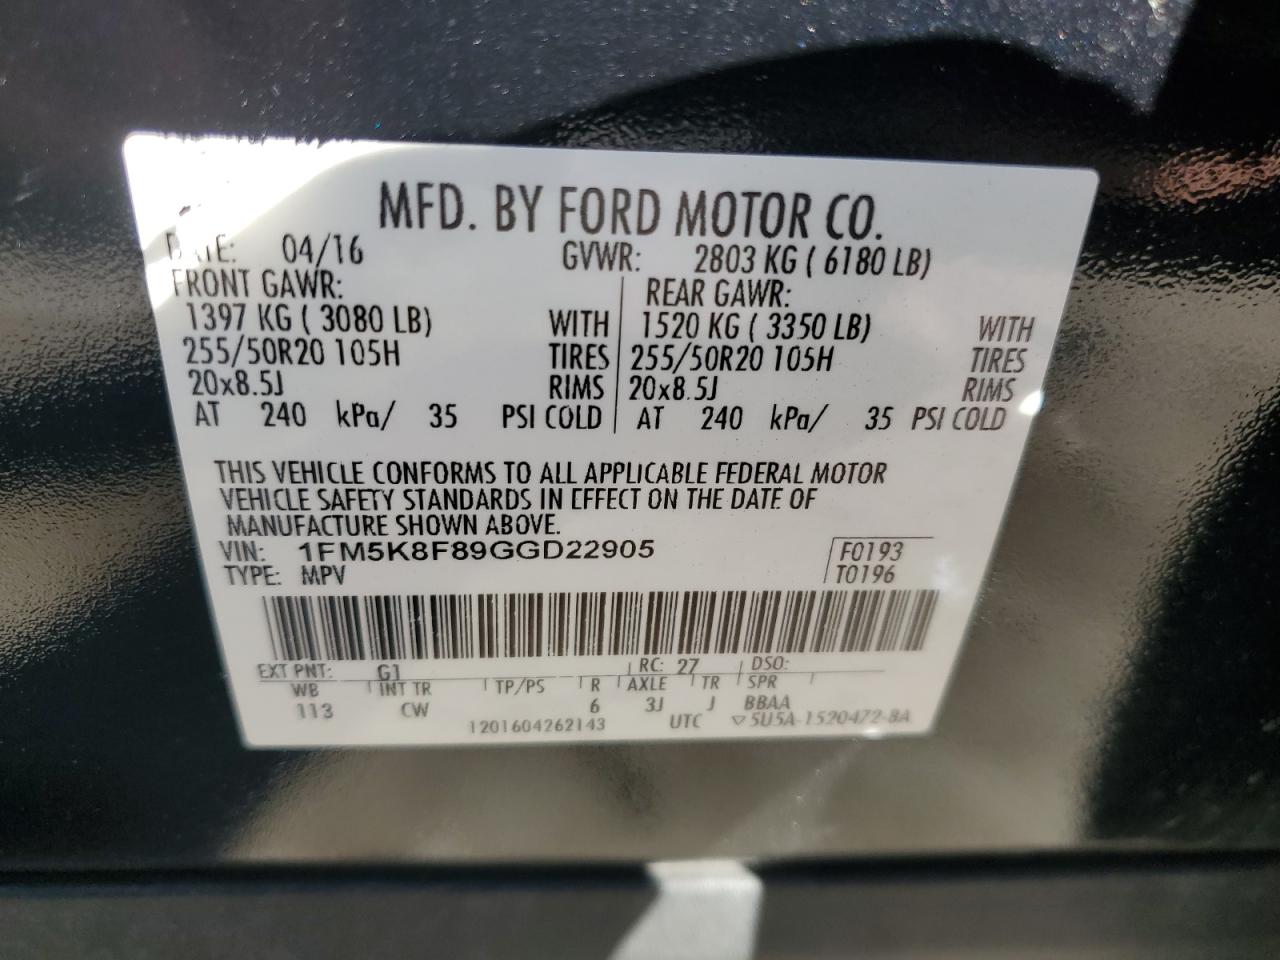 MFD. BY FORD MOTOR CO.
DATE: 04/16 GVWR: 2803 KG ( 6180 LB)
FRONT GAWR: REAR GAWR:
1397 KG ( 3080 LB) WITH 1520 KG ( 3350 LB) WITH
255/50R20 105H TIRES 255/50R20 105H TIRES
20x8.5J RIMS 20x8.5J RIMS
AT 240 kPa/ 35 PSI COLD AT 240 kPa/ 35 PSI COLD
THIS VEHICLE CONFORMS TO ALL APPLICABLE FEDERAL MOTOR
VEHICLE SAFETY STANDARDS IN EFFECT ON THE DATE OF
MANUFACTURE SHOWN ABOVE.
VIN: 1FM5K8F89GGD22905 F0193
TYPE: MPV T0196
EXT PNT: G1 RC: 27 DSO:
WB INT TR TP/PS R AXLE TR SPR
113 CW 6 3J J BBAA
1201604262143 UTC ▽5U5A-1520472-BA